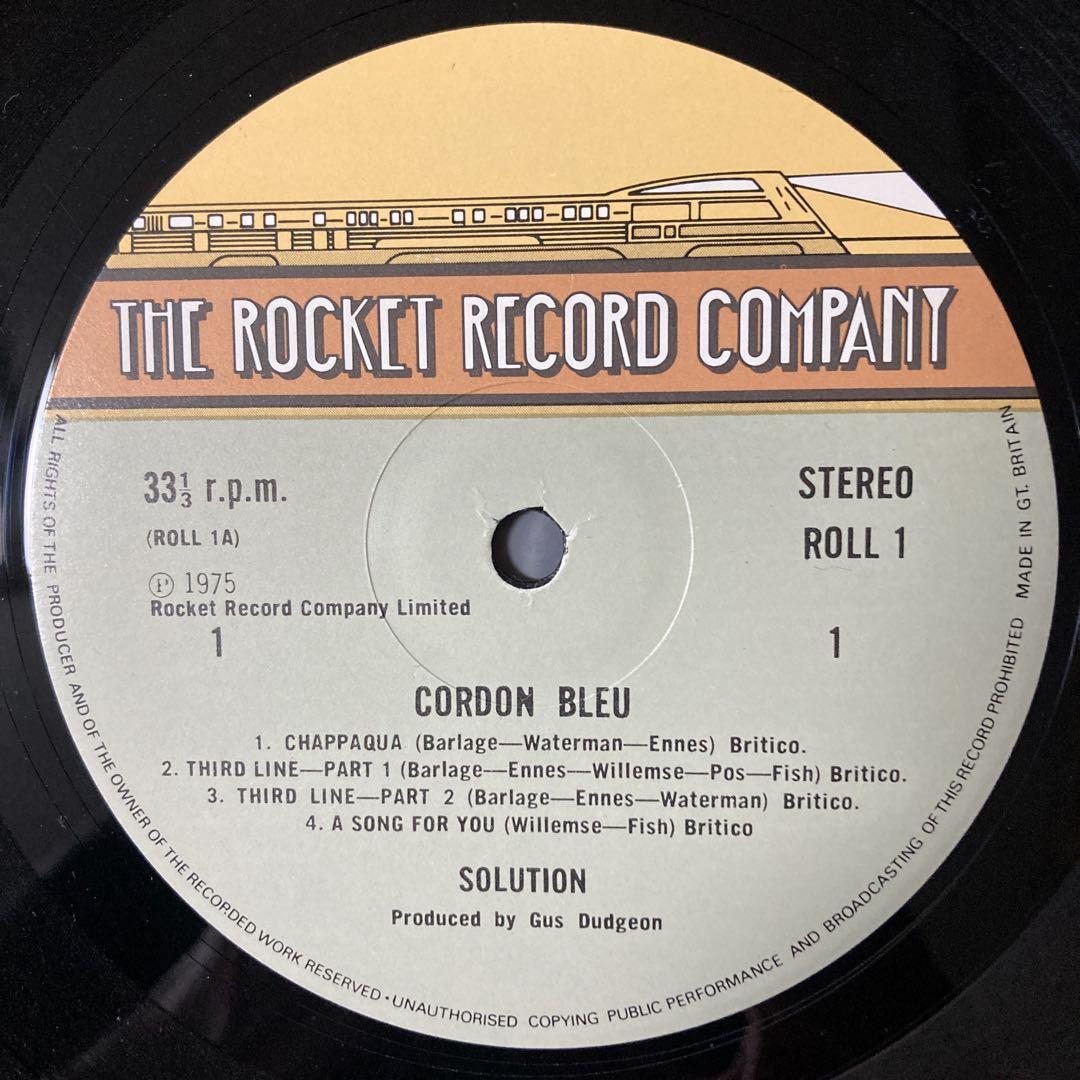 THE ROCKET RECORD COMPANY
33⅓ r.p.m.
(ROLL 1A)
Ⓟ 1975
Rocket Record Company Limited
1
STEREO
ROLL 1
1
CORDON BLEU
1. CHAPPAQUA (Barlage—Waterman—Ennes) Britico.
2. THIRD LINE—PART 1 (Barlage—Ennes—Willemse—Pos—Fish) Britico.
3. THIRD LINE—PART 2 (Barlage—Ennes—Waterman) Britico.
4. A SONG FOR YOU (Willemse—Fish) Britico
SOLUTION
Produced by Gus Dudgeon
ALL RIGHTS OF THE PRODUCER AND OF THE OWNER OF THE RECORDED WORK RESERVED · UNAUTHORISED COPYING PUBLIC PERFORMANCE AND BROADCASTING OF THIS RECORD PROHIBITED MADE IN GT. BRITAIN